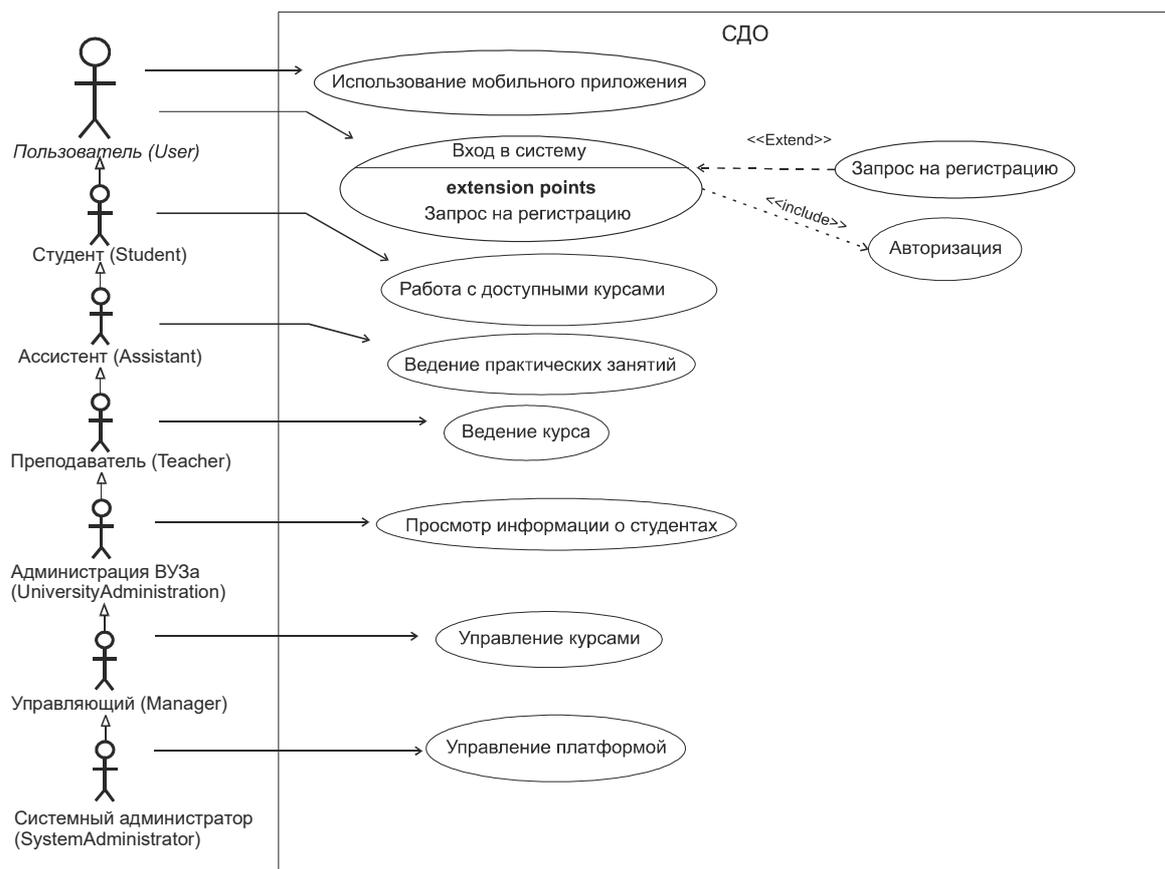 СДО
Использование мобильного приложения
Пользователь (User)
Вход в систему
extension points
Запрос на регистрацию
<<Extend>>
Запрос на регистрацию
<<include>>
Авторизация
Студент (Student)
Работа с доступными курсами
Ассистент (Assistant)
Ведение практических занятий
Преподаватель (Teacher)
Ведение курса
Администрация ВУЗа
(UniversityAdministration)
Просмотр информации о студентах
Управляющий (Manager)
Управление курсами
Системный администратор
(SystemAdministrator)
Управление платформой